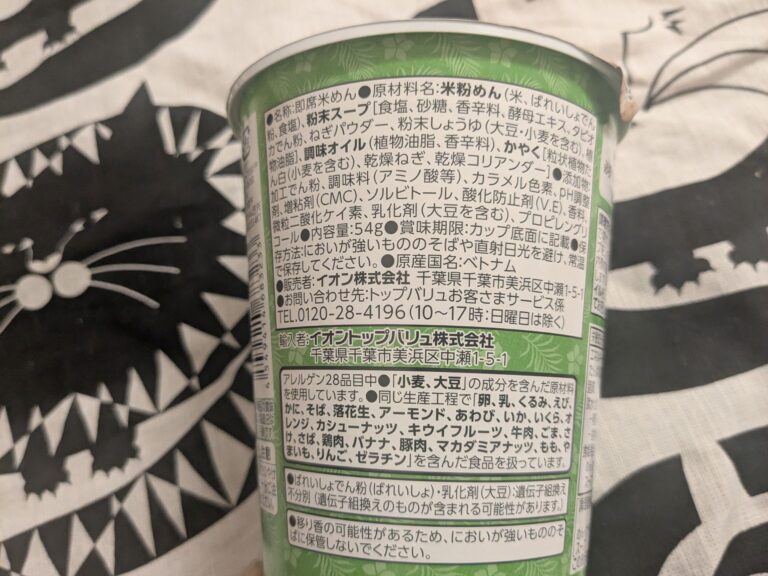 ●名称:即席米めん●原材料名:米粉めん(米、ばれいしょでん
粉、食塩)、粉末スープ[食塩、砂糖、香辛料、酵母エキス、タピオ
カでん粉、ねぎパウダー、粉末しょうゆ(大豆・小麦を含む)、植
物油脂]、調味オイル(植物油脂、香辛料)、かやく[粒状植物たん
白(小麦を含む)、乾燥ねぎ、乾燥コリアンダー]●添加物:
加工でん粉、調味料(アミノ酸等)、カラメル色素、pH調整
剤、増粘剤(CMC)、ソルビトール、酸化防止剤(V.E)、香料、
微粒二酸化ケイ素、乳化剤(大豆を含む)、プロピレングリ
コール●内容量:54g●賞味期限:カップ底面に記載●保
存方法:においが強いもののそばや直射日光を避け、常温
で保存してください。●原産国名:ベトナム
●販売者:イオン株式会社 千葉県千葉市美浜区中瀬1-5-1
●お問い合わせ先:トップバリュお客さまサービス係
TEL.0120-28-4196(10~17時:日曜日は除く)
輸入者:イオントップバリュ株式会社
千葉県千葉市美浜区中瀬1-5-1
アレルゲン28品目中●「小麦、大豆」の成分を含んだ原材料
を使用しています。●同じ生産工程で「卵、乳、くるみ、えび、
かに、そば、落花生、アーモンド、あわび、いか、いくら、オ
レンジ、カシューナッツ、キウイフルーツ、牛肉、ごま、さ
け、さば、鶏肉、バナナ、豚肉、マカダミアナッツ、もも、や
まいも、りんご、ゼラチン」を含んだ食品を扱っています。
●ばれいしょでん粉(ばれいしょ)・乳化剤(大豆):遺伝子組換え
不分別(遺伝子組換えのものが含まれる可能性があります。)
●移り香の可能性があるため、においが強いもののそ
ばに保管しないでください。